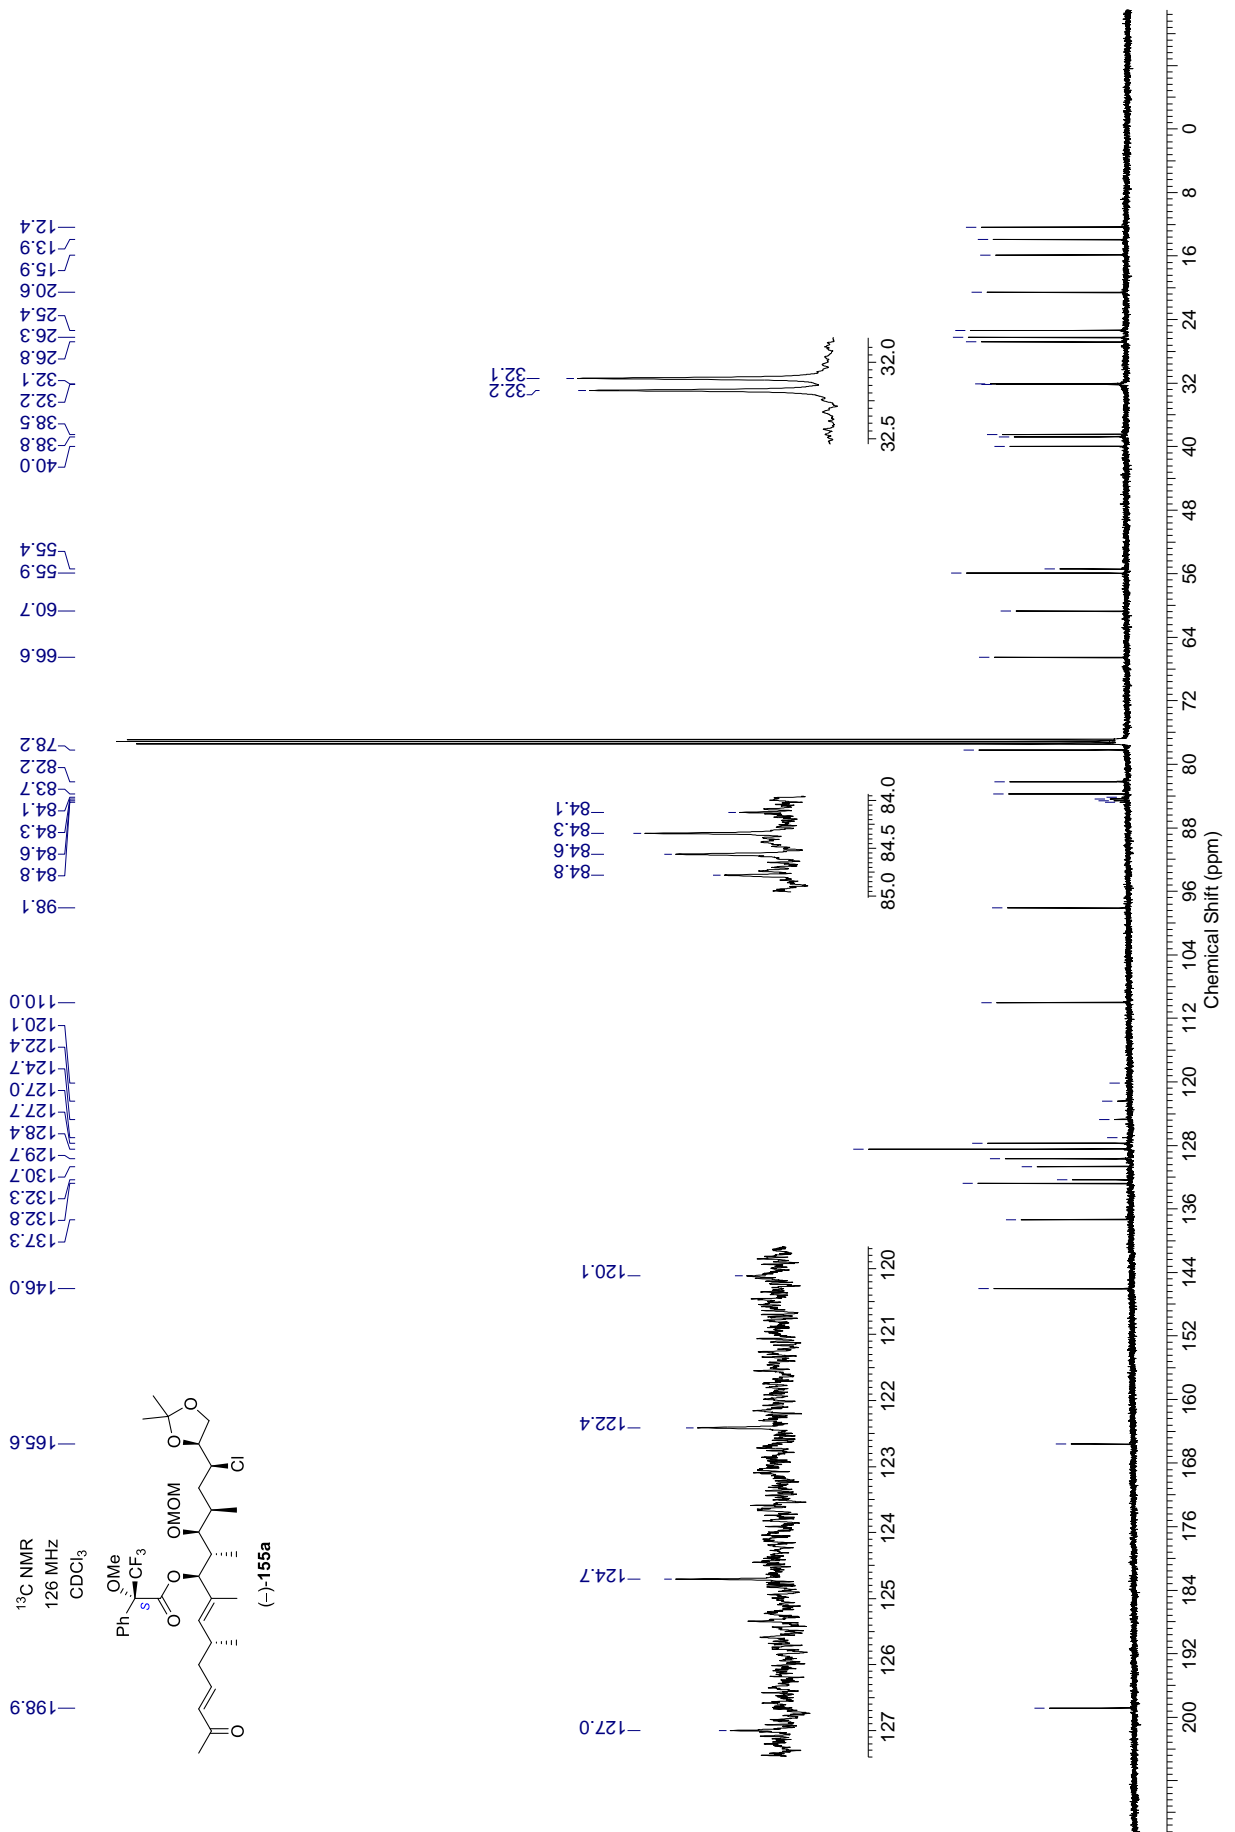 ¹³C NMR
126 MHz
CDCl₃
OMe
Ph
CF₃
S
O
O
OMOM
Cl
O
O
O
(–)-155a
198.9
165.6
146.0
137.3
132.8
132.3
130.7
129.7
128.4
127.7
127.0
124.7
122.4
120.1
110.0
98.1
84.8
84.6
84.3
84.1
83.7
82.2
78.2
66.6
60.7
55.9
55.4
40.0
38.8
38.5
32.2
32.1
26.8
26.3
25.4
20.6
15.9
13.9
12.4
127.0
124.7
122.4
120.1
127 126 125 124 123 122 121 120
84.8
84.6
84.3
84.1
85.0 84.5 84.0
32.2
32.1
32.5 32.0
200 192 184 176 168 160 152 144 136 128 120 112 104 96 88 80 72 64 56 48 40 32 24 16 8 0
Chemical Shift (ppm)